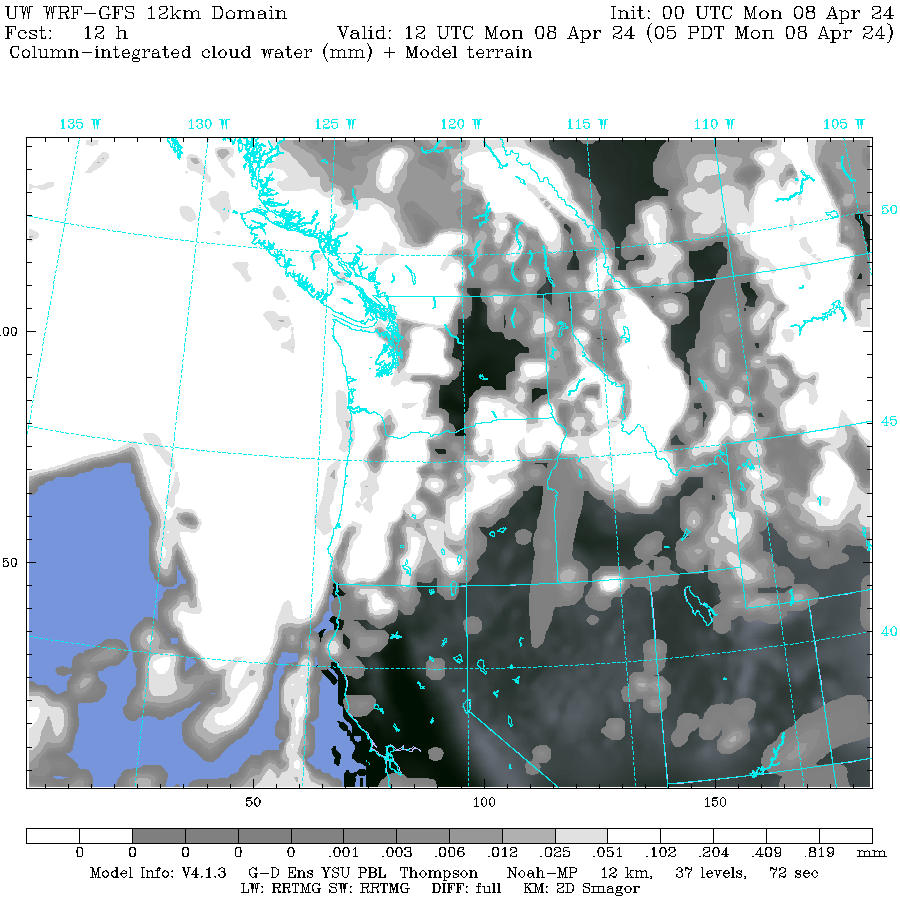 UW WRF-GFS 12km Domain Init: 00 UTC Mon 08 Apr 24
Fcst: 12 h Valid: 12 UTC Mon 08 Apr 24 (05 PDT Mon 08 Apr 24)
Column-integrated cloud water (mm) + Model terrain
135 W 130 W 125 W 120 W 115 W 110 W 105 W
50
100
45
50
40
50 100 150
0 0 0 0 0 .001 .003 .006 .012 .025 .051 .102 .204 .409 .819 mm
Model Info: V4.1.3 G-D Ens YSU PBL Thompson Noah-MP 12 km, 37 levels, 72 sec
LW: RRTMG SW: RRTMG DIFF: full KM: 2D Smagor